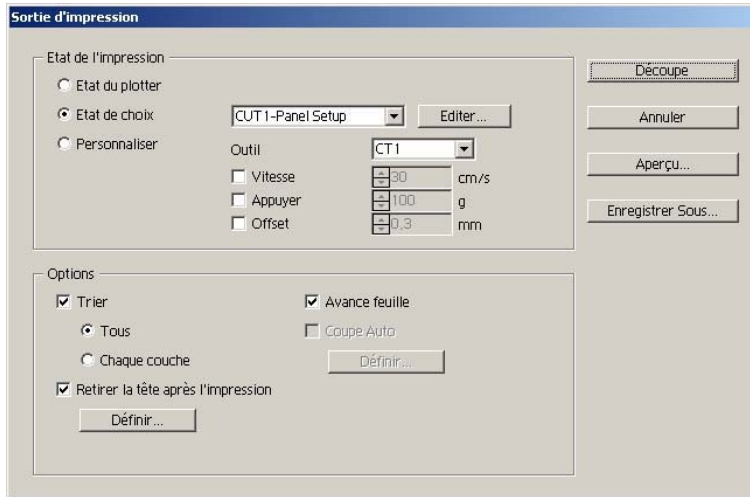 Sortie d'impression
Etat de l'impression
Etat du plotter
Etat de choix
CUT1-Panel Setup
Editer...
Personnaliser
Outil
CT1
Vitesse
30
cm/s
Appuyer
100
g
Offset
0,3
mm
Découpe
Annuler
Aperçu...
Enregistrer Sous...
Options
Trier
Avance feuille
Tous
Coupe Auto
Chaque couche
Définir...
Retirer la tête après l'impression
Définir...